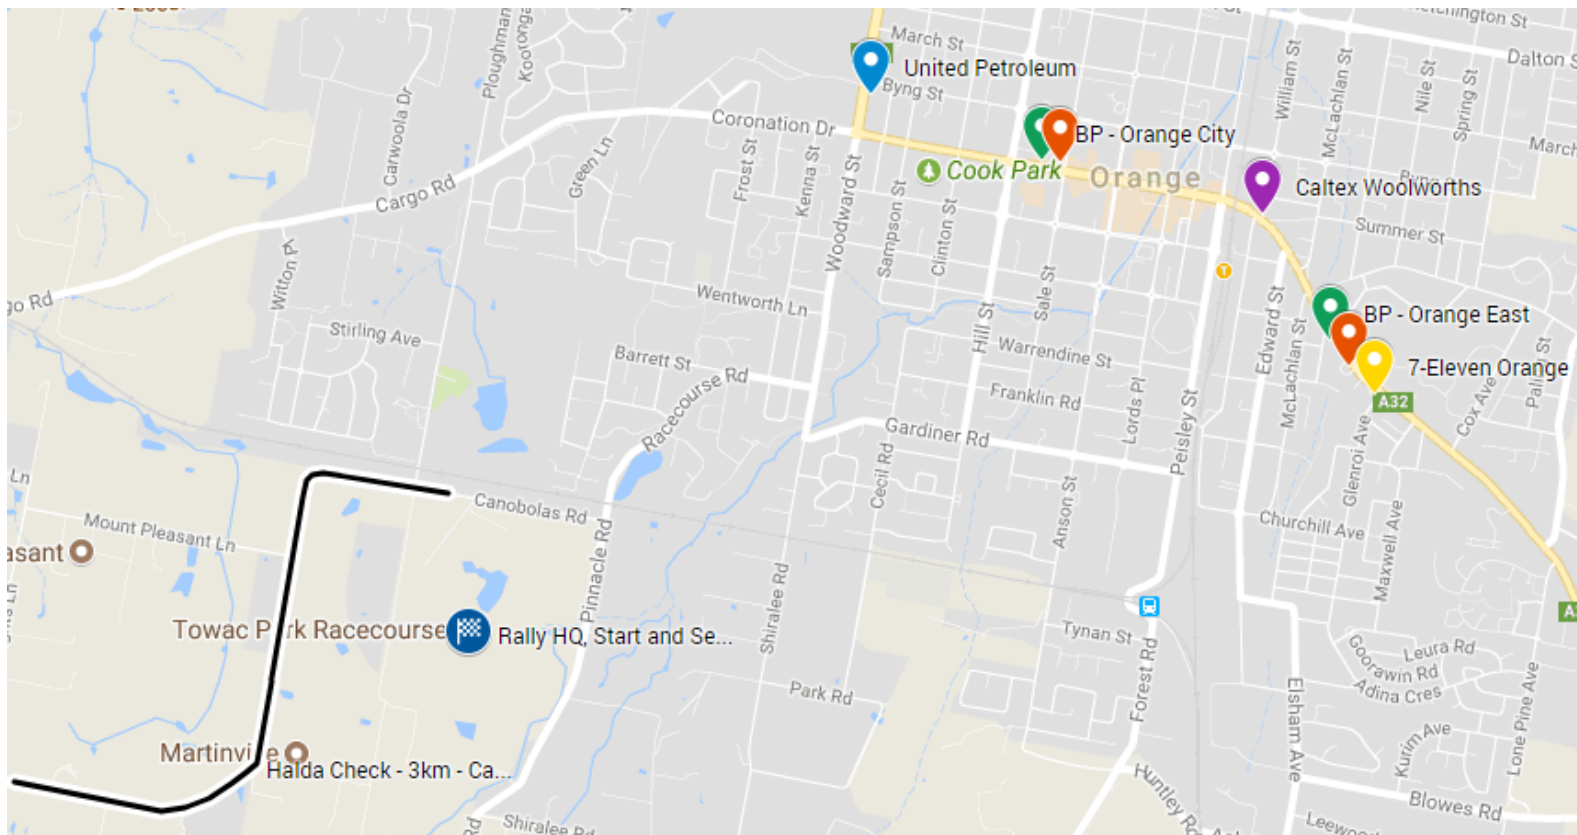 March St
Dalton S
United Petroleum
Byng St
Coronation Dr
BP - Orange City
Cook Park
Orange
Caltex Woolworths
Summer St
William St
McLachlan St
Nile St
Spring St
March
Carwoola Dr
Green Ln
Frost St
Kenna St
Woodward St
Sampson St
Clinton St
Cargo Rd
go Rd
Witton Pl
Wentworth Ln
Hill St
Sale St
Stirling Ave
Barrett St
Warrendine St
Franklin Rd
Lords Pl
Peisley St
Edward St
McLachlan St
BP - Orange East
7-Eleven Orange
A32
Cox Ave
Glenroi Ave
Racecourse Rd
Gardiner Rd
Cecil Rd
Anson St
Ln
Canobolas Rd
Mount Pleasant Ln
asant
Pinnacle Rd
Shiralee Rd
Churchill Ave
Maxwell Ave
Towac Park Racecourse
Rally HQ, Start and Se...
Tynan St
Forest Rd
Leura Rd
Goorawin Rd
Adina Cres
Park Rd
Elsham Ave
Kurim Ave
Lone Pine Ave
Martinville
Halda Check - 3km - Ca...
Huntley Rd
Blowes Rd
Shiralee Rd
Rd